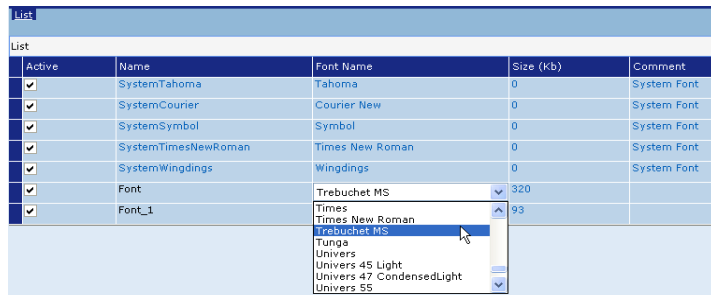 List
List
Active Name Font Name Size (Kb) Comment
SystemTahoma Tahoma 0 System Font
SystemCourier Courier New 0 System Font
SystemSymbol Symbol 0 System Font
SystemTimesNewRoman Times New Roman 0 System Font
SystemWingdings Wingdings 0 System Font
Font Trebuchet MS 320
Font_1 93
Times
Times New Roman
Trebuchet MS
Tunga
Univers
Univers 45 Light
Univers 47 CondensedLight
Univers 55